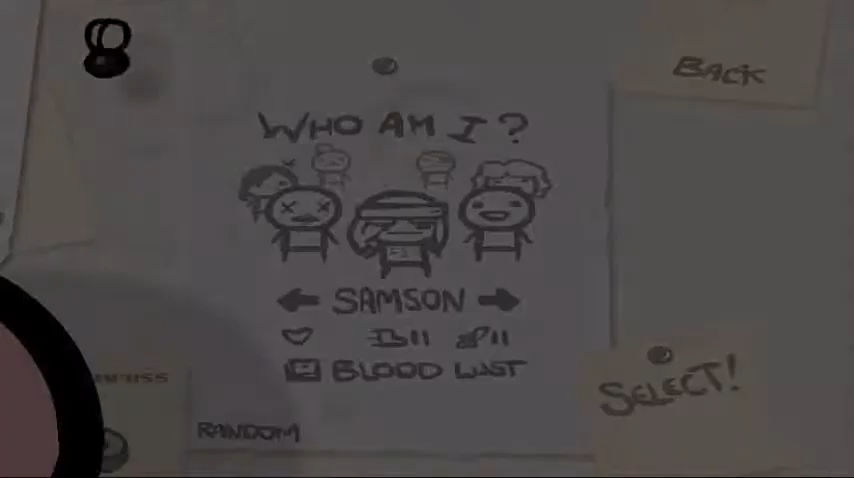 BACK
WHO AM I?
SAMSON
BLOOD LUST
SELECT!
RANDOM